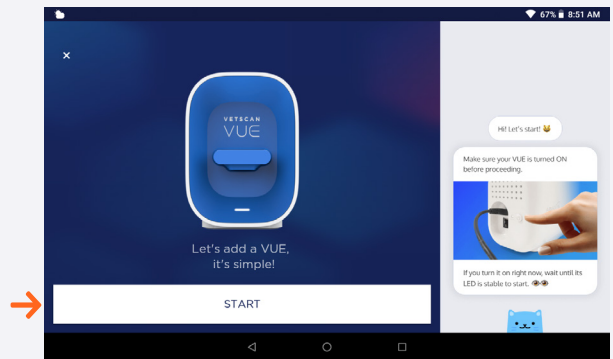 67% 8:51 AM
×
VETSCAN
VUE
Let's add a VUE,
it's simple!
START
Hi! Let's start! 😺
Make sure your VUE is turned ON
before proceeding.
If you turn it on right now, wait until its
LED is stable to start. 👁️👁️